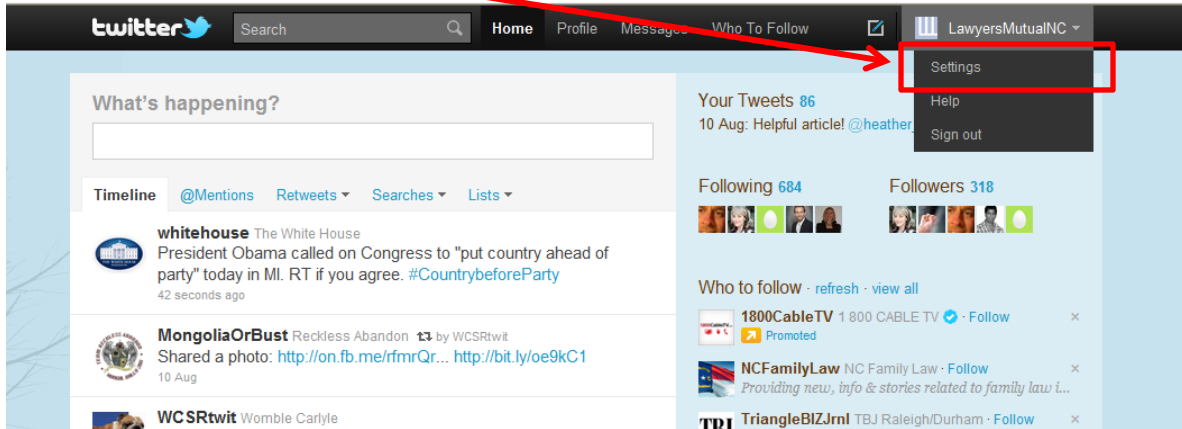 twitter Search Home Profile Messages Who To Follow LawyersMutualNC
Settings
Help
Sign out
What's happening?
Timeline @Mentions Retweets Searches Lists
whitehouse The White House
President Obama called on Congress to "put country ahead of
party" today in MI. RT if you agree. #CountrybeforeParty
42 seconds ago
MongoliaOrBust Reckless Abandon by WCSRtwit
Shared a photo: http://on.fb.me/rfmrQr... http://bit.ly/oe9kC1
10 Aug
WCSRtwit Womble Carlyle
Your Tweets 86
10 Aug: Helpful article! @heather_
Following 684 Followers 318
Who to follow · refresh · view all
1800CableTV 1 800 CABLE TV · Follow ×
Promoted
NCFamilyLaw NC Family Law · Follow ×
Providing new, info & stories related to family law i...
TBJ TriangleBIZJrnl TBJ Raleigh/Durham · Follow ×